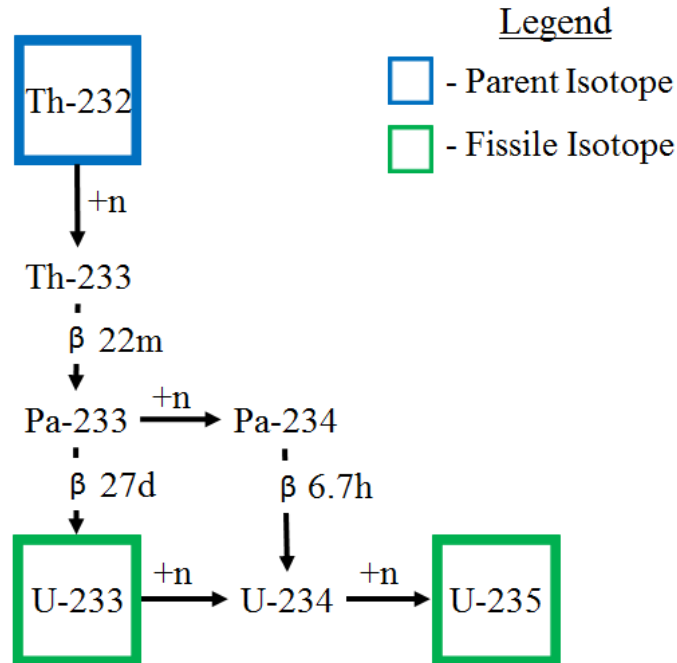 Legend
- Parent Isotope
- Fissile Isotope
Th-232
+n
Th-233
β 22m
Pa-233 +n Pa-234
β 27d β 6.7h
U-233 +n U-234 +n U-235